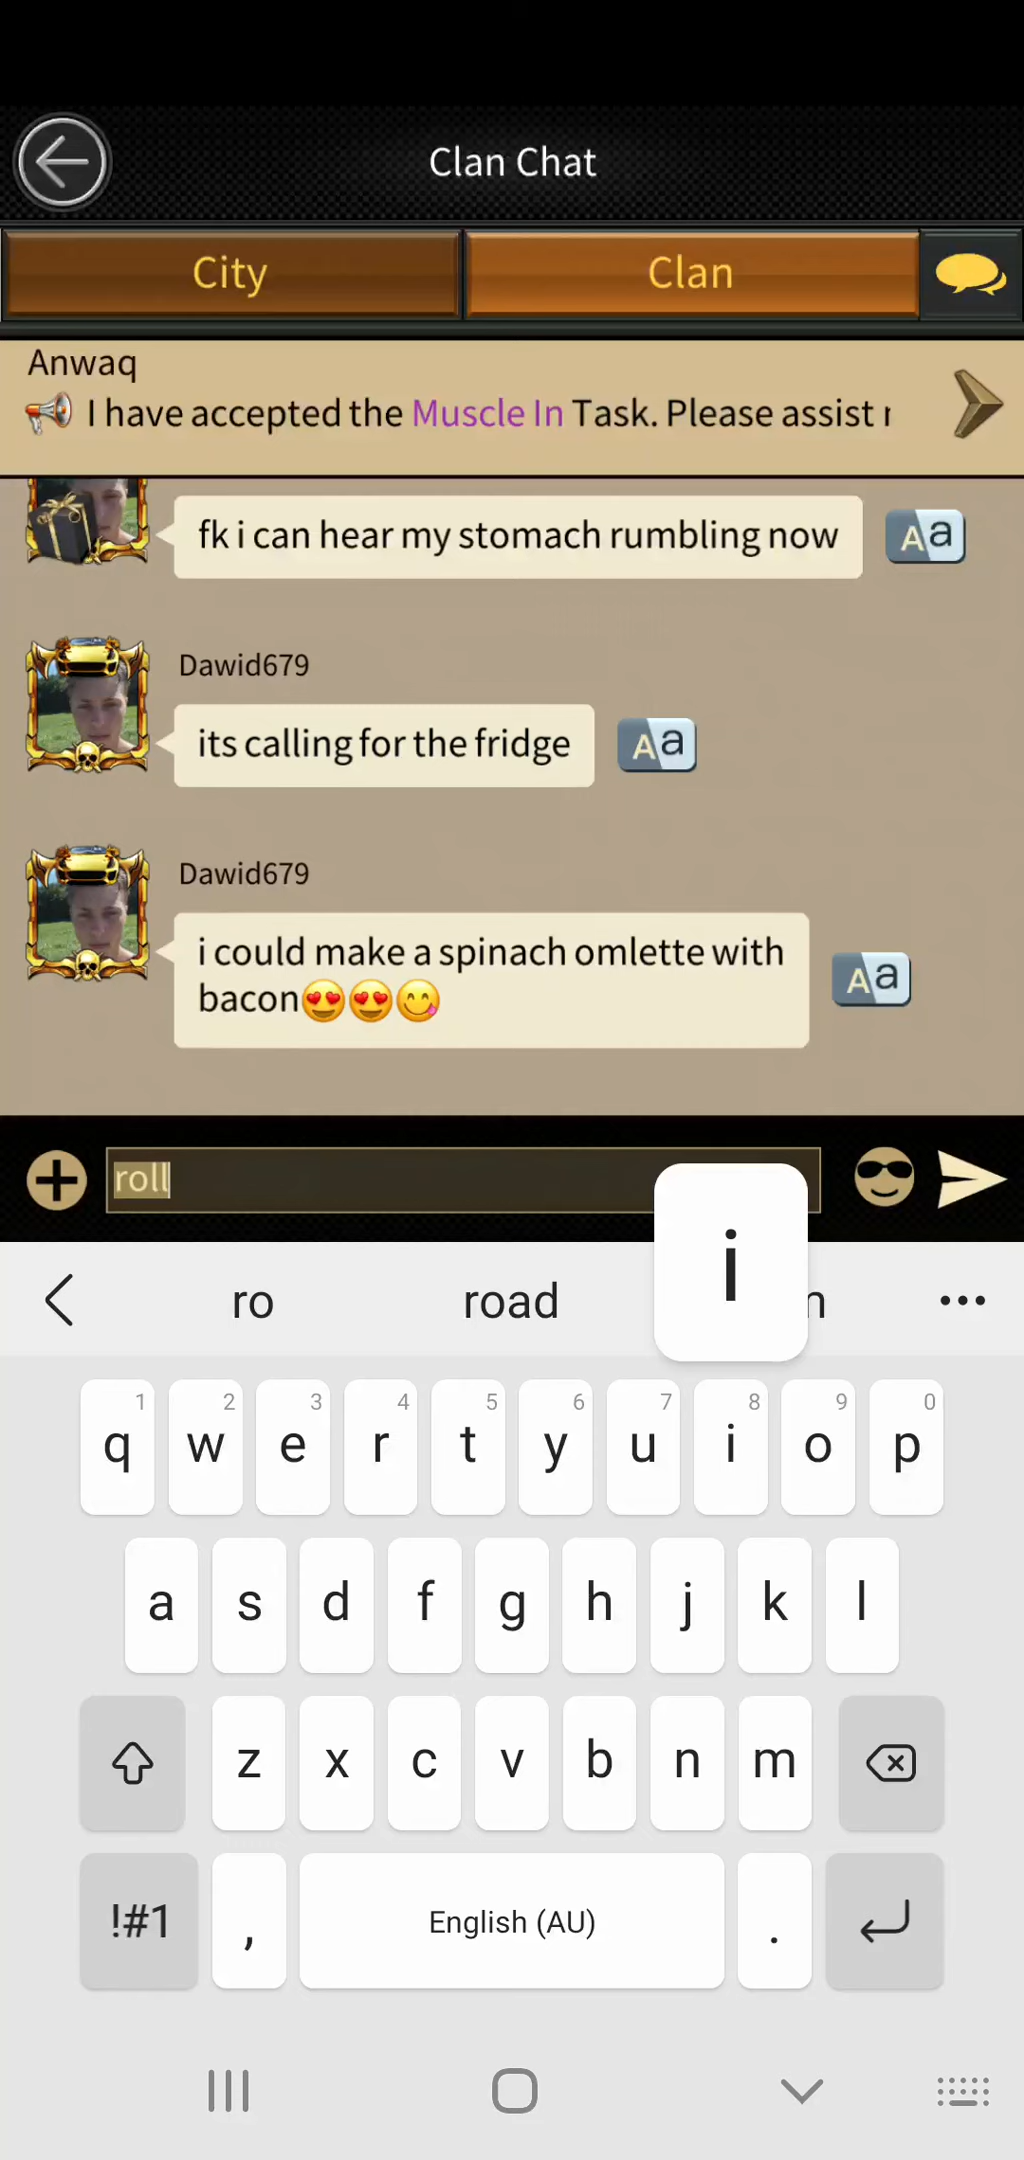 Clan Chat
City
Clan
Anwaq
I have accepted the Muscle In Task. Please assist
fk i can hear my stomach rumbling now
Aa
Dawid679
its calling for the fridge
Aa
Dawid679
i could make a spinach omlette with
bacon😍😍😋
Aa
roll
i
ro
road
1 2 3 4 5 6 7 8 9 0
q w e r t y u i o p
a s d f g h j k l
z x c v b n m
!#1 , English (AU) .